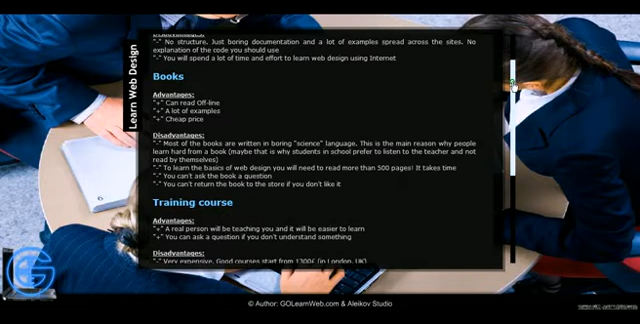 Learn Web Design
Disadvantages:
"-" No structure. Just boring documentation and a lot of examples spread across the sites. No
explanation of the code you should use
"-" You will spend a lot of time and effort to learn web design using Internet
Books
Advantages:
"+" Can read Off-line
"+" A lot of examples
"+" Cheap price
Disadvantages:
"-" Most of the books are written in boring "science" language. This is the main reason why people
learn hard from a book (maybe that is why students in school prefer to listen to the teacher and not
read by themselves)
"-" To learn the basics of web design you will need to read more than 500 pages! It takes time
"-" You can't ask the book a question
"-" You can't return the book to the store if you don't like it
Training course
Advantages:
"+" A real person will be teaching you and it will be easier to learn
"+" You can ask a question if you don't understand something
Disadvantages:
"-" Very expensive. Good courses start from 1300£ (in London, UK)
© Author: GOLearnWeb.com & Aleikov Studio